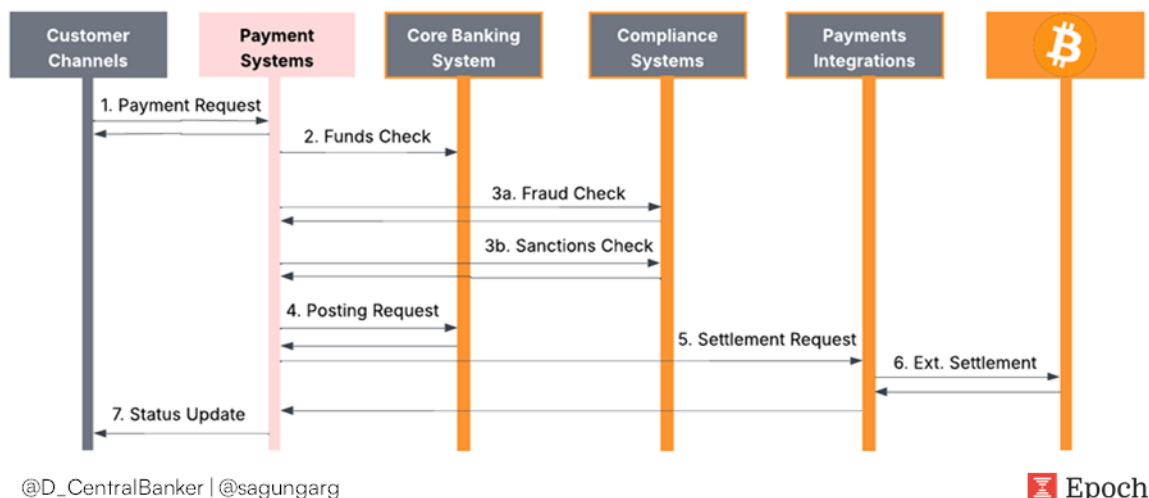 Customer
Channels
Payment
Systems
Core Banking
System
Compliance
Systems
Payments
Integrations
1. Payment Request
2. Funds Check
3a. Fraud Check
3b. Sanctions Check
4. Posting Request
5. Settlement Request
6. Ext. Settlement
7. Status Update
@D_CentralBanker | @sagungarg
Epoch